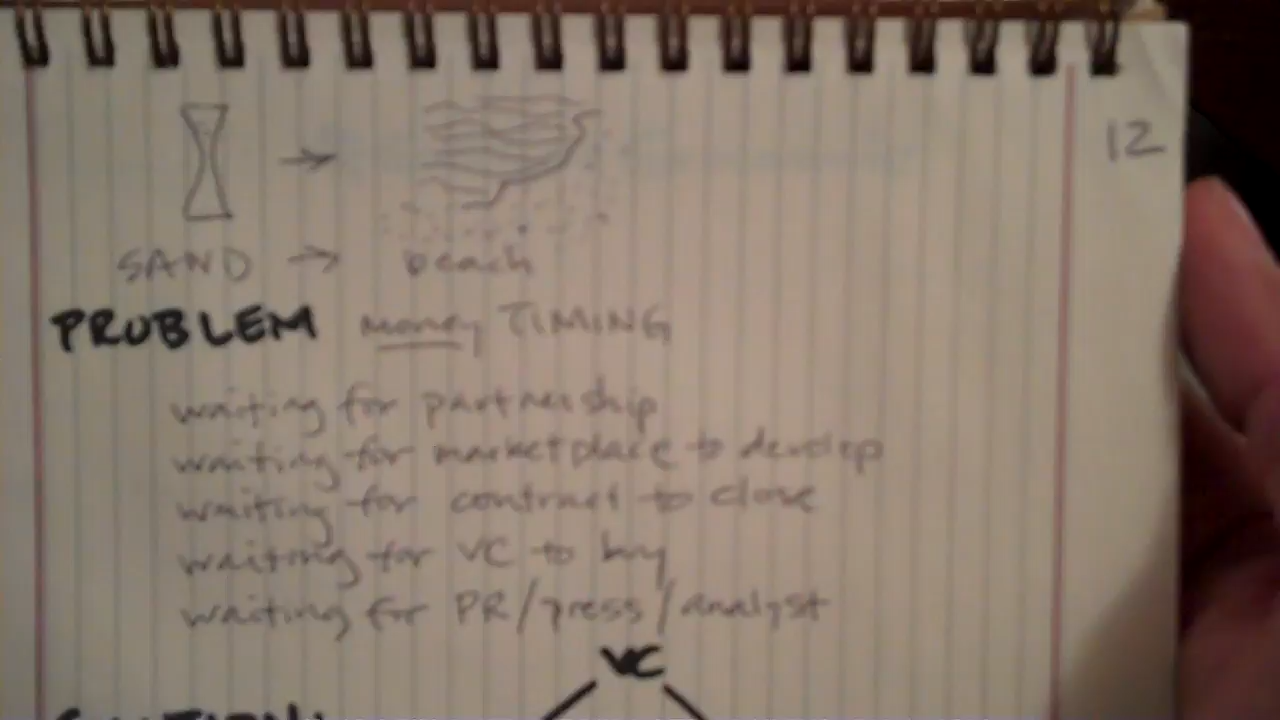 12
SAND → beach
PROBLEM money TIMING
waiting for partnership
waiting for marketplace to develop
waiting for contract to close
waiting for VC to buy
waiting for PR/press/analyst
VC